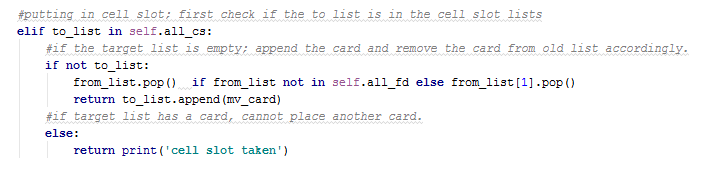 #putting in cell slot; first check if the to list is in the cell slot lists
elif to_list in self.all_cs:
#if the target list is empty; append the card and remove the card from old list accordingly.
if not to_list:
from_list.pop()  if from_list not in self.all_fd else from_list[1].pop()
return to_list.append(mv_card)
#if target list has a card, cannot place another card.
else:
return print('cell slot taken')